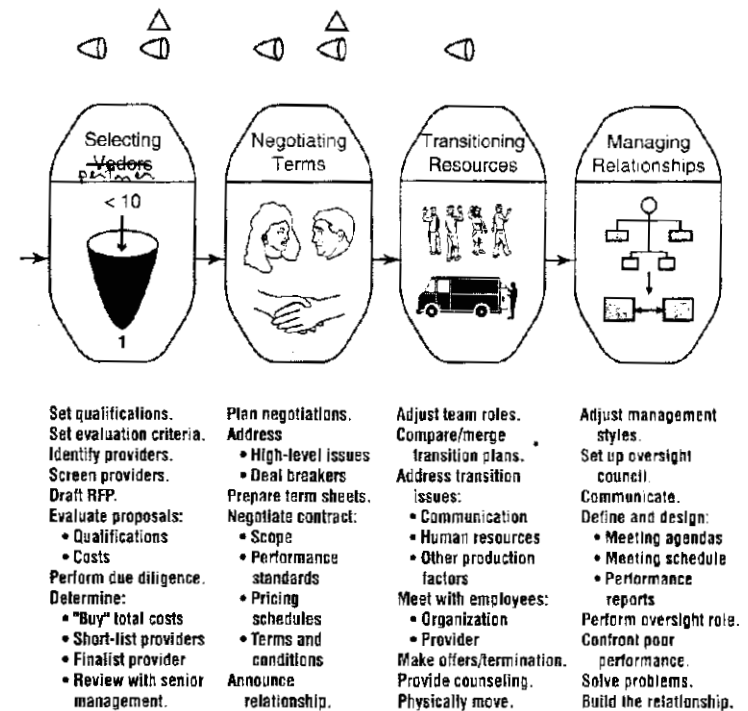 Selecting
Vedors
partner
< 10
1
Negotiating
Terms
Transitioning
Resources
Managing
Relationships
Set qualifications.
Set evaluation criteria.
Identify providers.
Screen providers.
Draft RFP.
Evaluate proposals:
• Qualifications
• Costs
Perform due diligence.
Determine:
• "Buy" total costs
• Short-list providers
• Finalist provider
• Review with senior
management.
Plan negotiations.
Address
• High-level issues
• Deal breakers
Prepare term sheets.
Negotiate contract:
• Scope
• Performance
standards
• Pricing
schedules
• Terms and
conditions
Announce
relationship.
Adjust team roles.
Compare/merge
transition plans.
Address transition
issues:
• Communication
• Human resources
• Other production
factors
Meet with employees:
• Organization
• Provider
Make offers/termination.
Provide counseling.
Physically move.
Adjust management
styles.
Set up oversight
council.
Communicate.
Define and design:
• Meeting agendas
• Meeting schedule
• Performance
reports
Perform oversight role.
Confront poor
performance.
Solve problems.
Build the relationship.